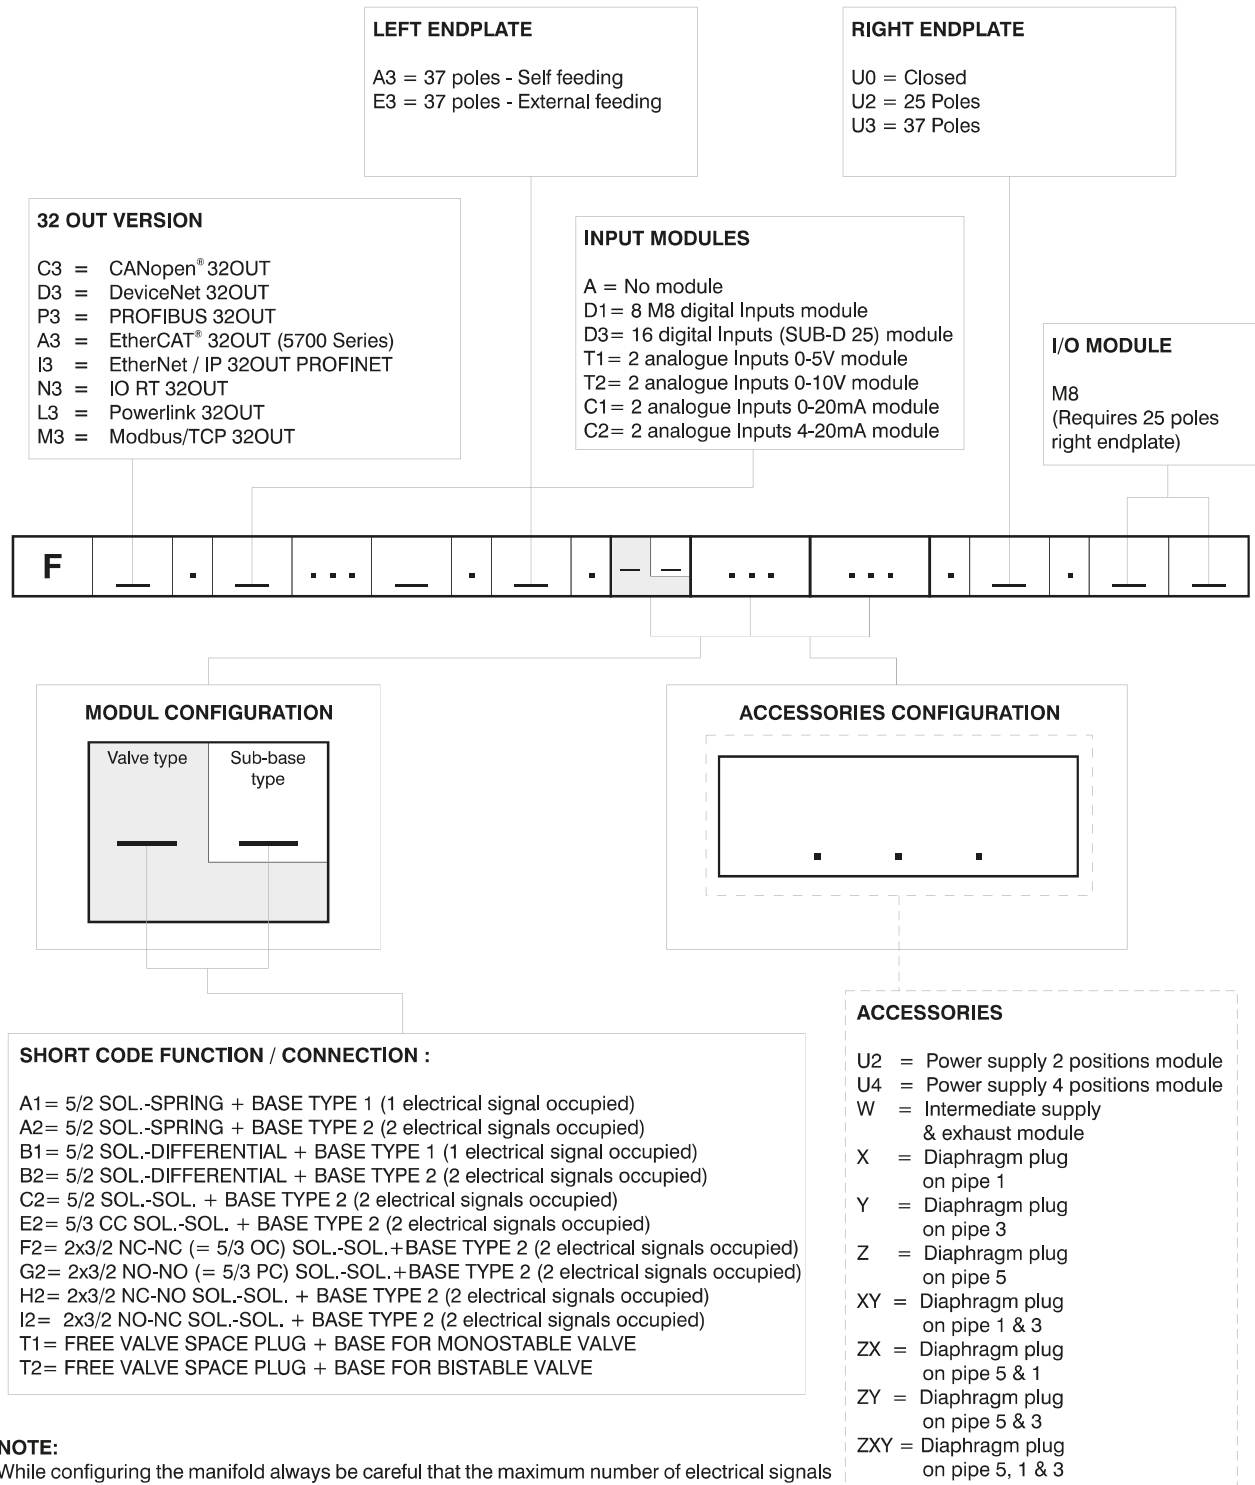 LEFT ENDPLATE
A3 = 37 poles - Self feeding
E3 = 37 poles - External feeding
RIGHT ENDPLATE
U0 = Closed
U2 = 25 Poles
U3 = 37 Poles
32 OUT VERSION
C3 = CANopen® 32OUT
D3 = DeviceNet 32OUT
P3 = PROFIBUS 32OUT
A3 = EtherCAT® 32OUT (5700 Series)
I3 = EtherNet / IP 32OUT PROFINET
N3 = IO RT 32OUT
L3 = Powerlink 32OUT
M3 = Modbus/TCP 32OUT
INPUT MODULES
A = No module
D1= 8 M8 digital Inputs module
D3= 16 digital Inputs (SUB-D 25) module
T1= 2 analogue Inputs 0-5V module
T2= 2 analogue Inputs 0-10V module
C1= 2 analogue Inputs 0-20mA module
C2= 2 analogue Inputs 4-20mA module
I/O MODULE
M8
(Requires 25 poles
right endplate)
F __ . __ ... __ . __ . __ __ ... ... . __ . __ __
MODUL CONFIGURATION
Valve type
Sub-base
type
ACCESSORIES CONFIGURATION
. . .
SHORT CODE FUNCTION / CONNECTION :
A1= 5/2 SOL.-SPRING + BASE TYPE 1 (1 electrical signal occupied)
A2= 5/2 SOL.-SPRING + BASE TYPE 2 (2 electrical signals occupied)
B1= 5/2 SOL.-DIFFERENTIAL + BASE TYPE 1 (1 electrical signal occupied)
B2= 5/2 SOL.-DIFFERENTIAL + BASE TYPE 2 (2 electrical signals occupied)
C2= 5/2 SOL.-SOL. + BASE TYPE 2 (2 electrical signals occupied)
E2= 5/3 CC SOL.-SOL. + BASE TYPE 2 (2 electrical signals occupied)
F2= 2x3/2 NC-NC (= 5/3 OC) SOL.-SOL.+BASE TYPE 2 (2 electrical signals occupied)
G2= 2x3/2 NO-NO (= 5/3 PC) SOL.-SOL.+BASE TYPE 2 (2 electrical signals occupied)
H2= 2x3/2 NC-NO SOL.-SOL. + BASE TYPE 2 (2 electrical signals occupied)
I2= 2x3/2 NO-NC SOL.-SOL. + BASE TYPE 2 (2 electrical signals occupied)
T1= FREE VALVE SPACE PLUG + BASE FOR MONOSTABLE VALVE
T2= FREE VALVE SPACE PLUG + BASE FOR BISTABLE VALVE
ACCESSORIES
U2 = Power supply 2 positions module
U4 = Power supply 4 positions module
W = Intermediate supply
& exhaust module
X = Diaphragm plug
on pipe 1
Y = Diaphragm plug
on pipe 3
Z = Diaphragm plug
on pipe 5
XY = Diaphragm plug
on pipe 1 & 3
ZX = Diaphragm plug
on pipe 5 & 1
ZY = Diaphragm plug
on pipe 5 & 3
ZXY = Diaphragm plug
on pipe 5, 1 & 3
NOTE:
While configuring the manifold always be careful that the maximum number of electrical signals